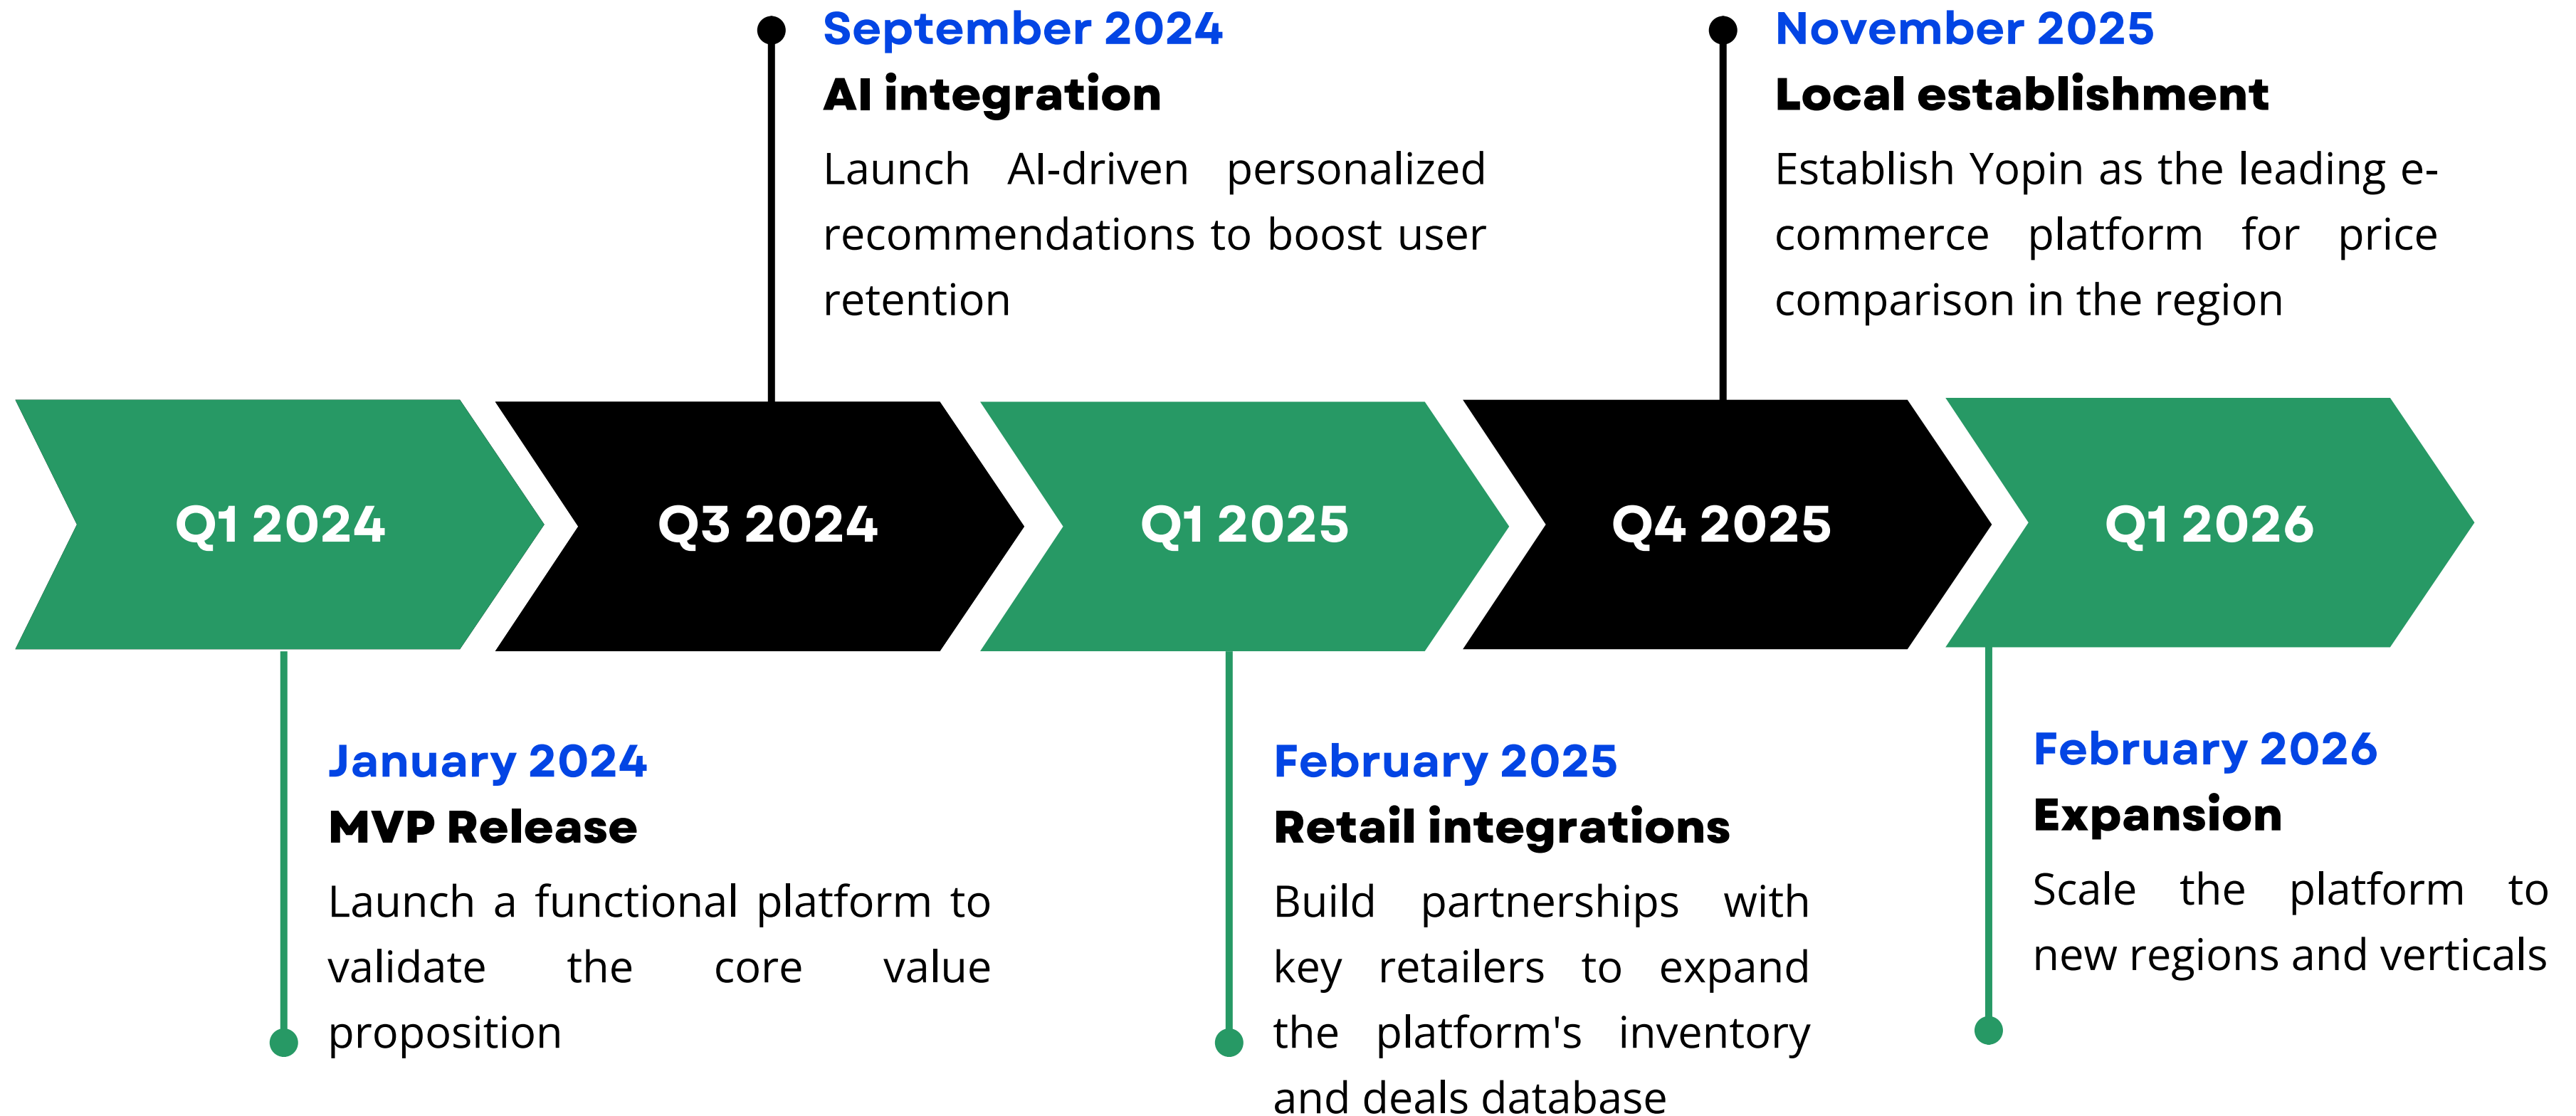 September 2024
AI integration
Launch AI-driven personalized
recommendations to boost user
retention
November 2025
Local establishment
Establish Yopin as the leading e-
commerce platform for price
comparison in the region
Q1 2024
Q3 2024
Q1 2025
Q4 2025
Q1 2026
January 2024
MVP Release
Launch a functional platform to
validate the core value
proposition
February 2025
Retail integrations
Build partnerships with
key retailers to expand
the platform's inventory
and deals database
February 2026
Expansion
Scale the platform to
new regions and verticals